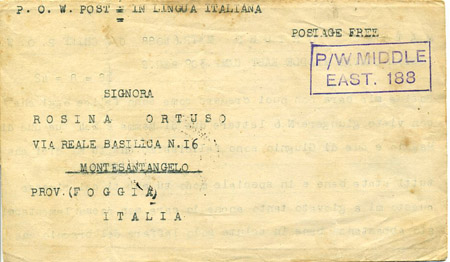 P. O. W. POST = IN LINGUA ITALIANA
POSTAGE FREE
P/W MIDDLE
EAST. 188
SIGNORA
ROSINA ORTUSO
VIA REALE BASILICA N.16
MONTESANTANGELO
PROV.(FOGGIA)
ITALIA